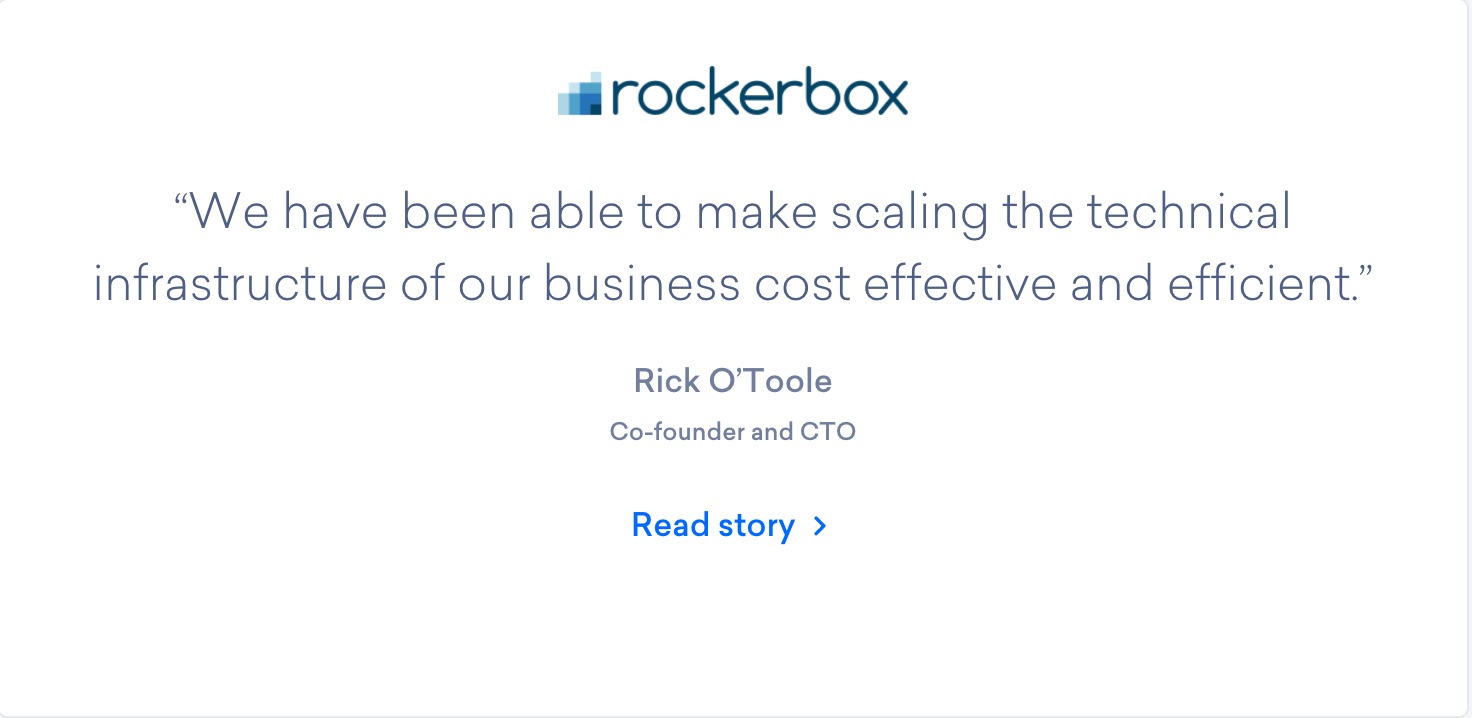 rockerbox
“We have been able to make scaling the technical
infrastructure of our business cost effective and efficient.”
Rick O’Toole
Co-founder and CTO
Read story